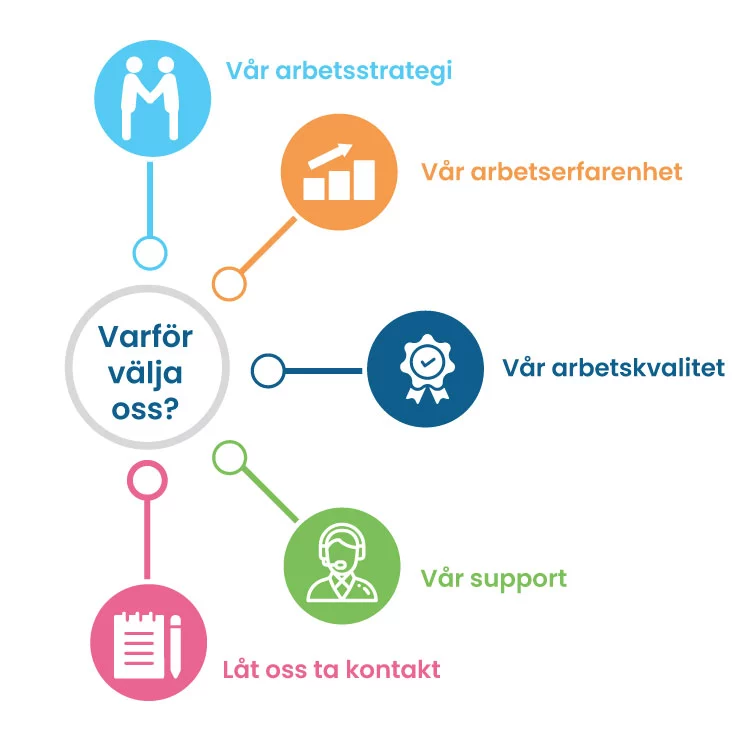 Vår arbetsstrategi
Vår arbetserfarenhet
Varför
välja
oss?
Vår arbetskvalitet
Vår support
Låt oss ta kontakt